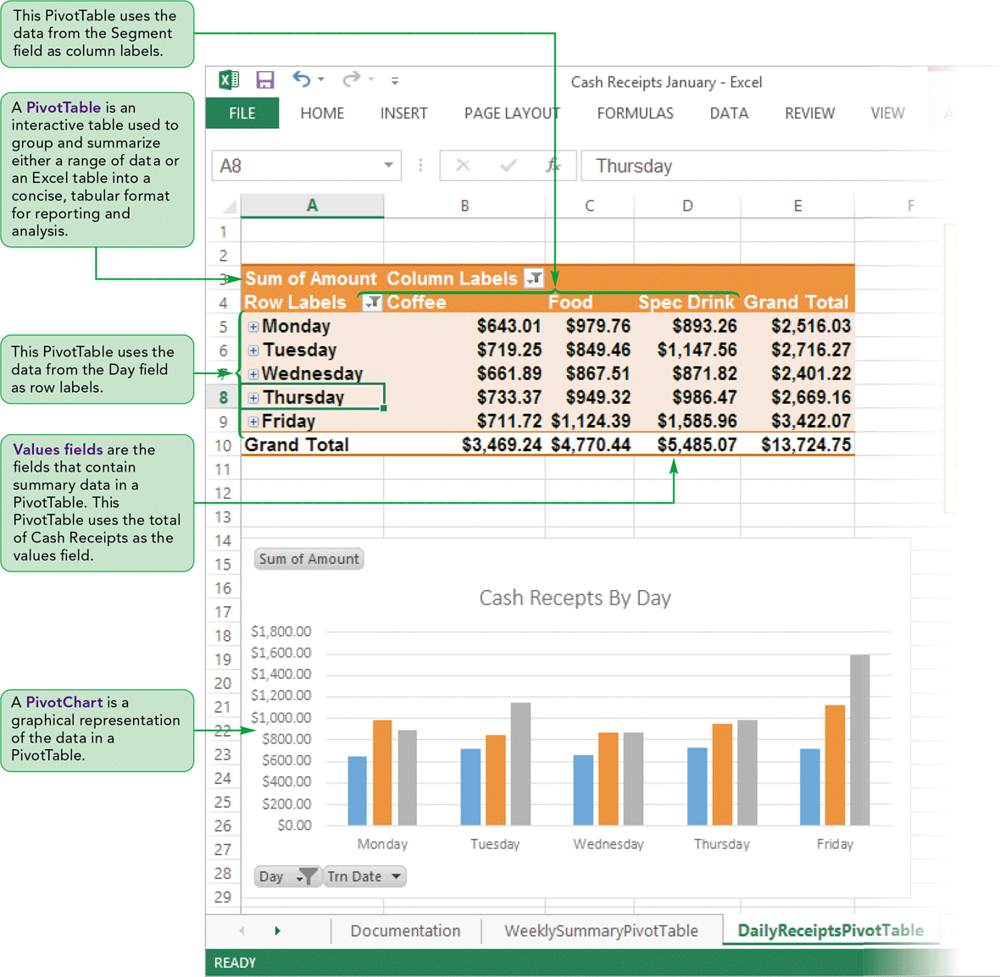 This PivotTable uses the
data from the Segment
field as column labels.
A PivotTable is an
interactive table used to
group and summarize
either a range of data or
an Excel table into a
concise, tabular format
for reporting and
analysis.
This PivotTable uses the
data from the Day field
as row labels.
Values fields are the
fields that contain
summary data in a
PivotTable. This
PivotTable uses the total
of Cash Receipts as the
values field.
A PivotChart is a
graphical representation
of the data in a
PivotTable.
Cash Receipts January - Excel
FILE HOME INSERT PAGE LAYOUT FORMULAS DATA REVIEW VIEW
A8 fx Thursday
A B C D E F
1
2
3 Sum of Amount Column Labels
4 Row Labels Coffee Food Spec Drink Grand Total
5 Monday $643.01 $979.76 $893.26 $2,516.03
6 Tuesday $719.25 $849.46 $1,147.56 $2,716.27
7 Wednesday $661.89 $867.51 $871.82 $2,401.22
8 Thursday $733.37 $949.32 $986.47 $2,669.16
9 Friday $711.72 $1,124.39 $1,585.96 $3,422.07
10 Grand Total $3,469.24 $4,770.44 $5,485.07 $13,724.75
11
12
13
14
15 Sum of Amount
16
17 Cash Recepts By Day
18 $1,800.00
19 $1,600.00
20 $1,400.00
21 $1,200.00
22 $1,000.00
$800.00
23 $600.00
24 $400.00
25 $200.00
26 $0.00
27 Monday Tuesday Wednesday Thursday Friday
28 Day Trn Date
29
Documentation WeeklySummaryPivotTable DailyReceiptsPivotTable
READY